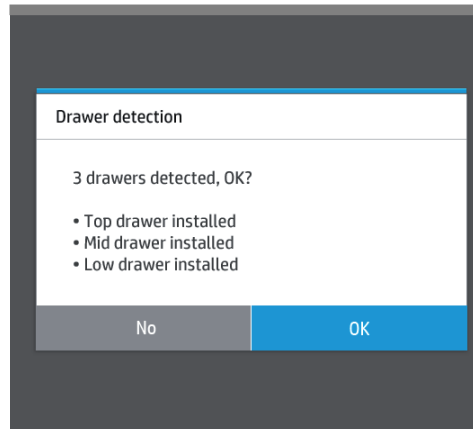 Drawer detection
3 drawers detected, OK?
• Top drawer installed
• Mid drawer installed
• Low drawer installed
No
OK